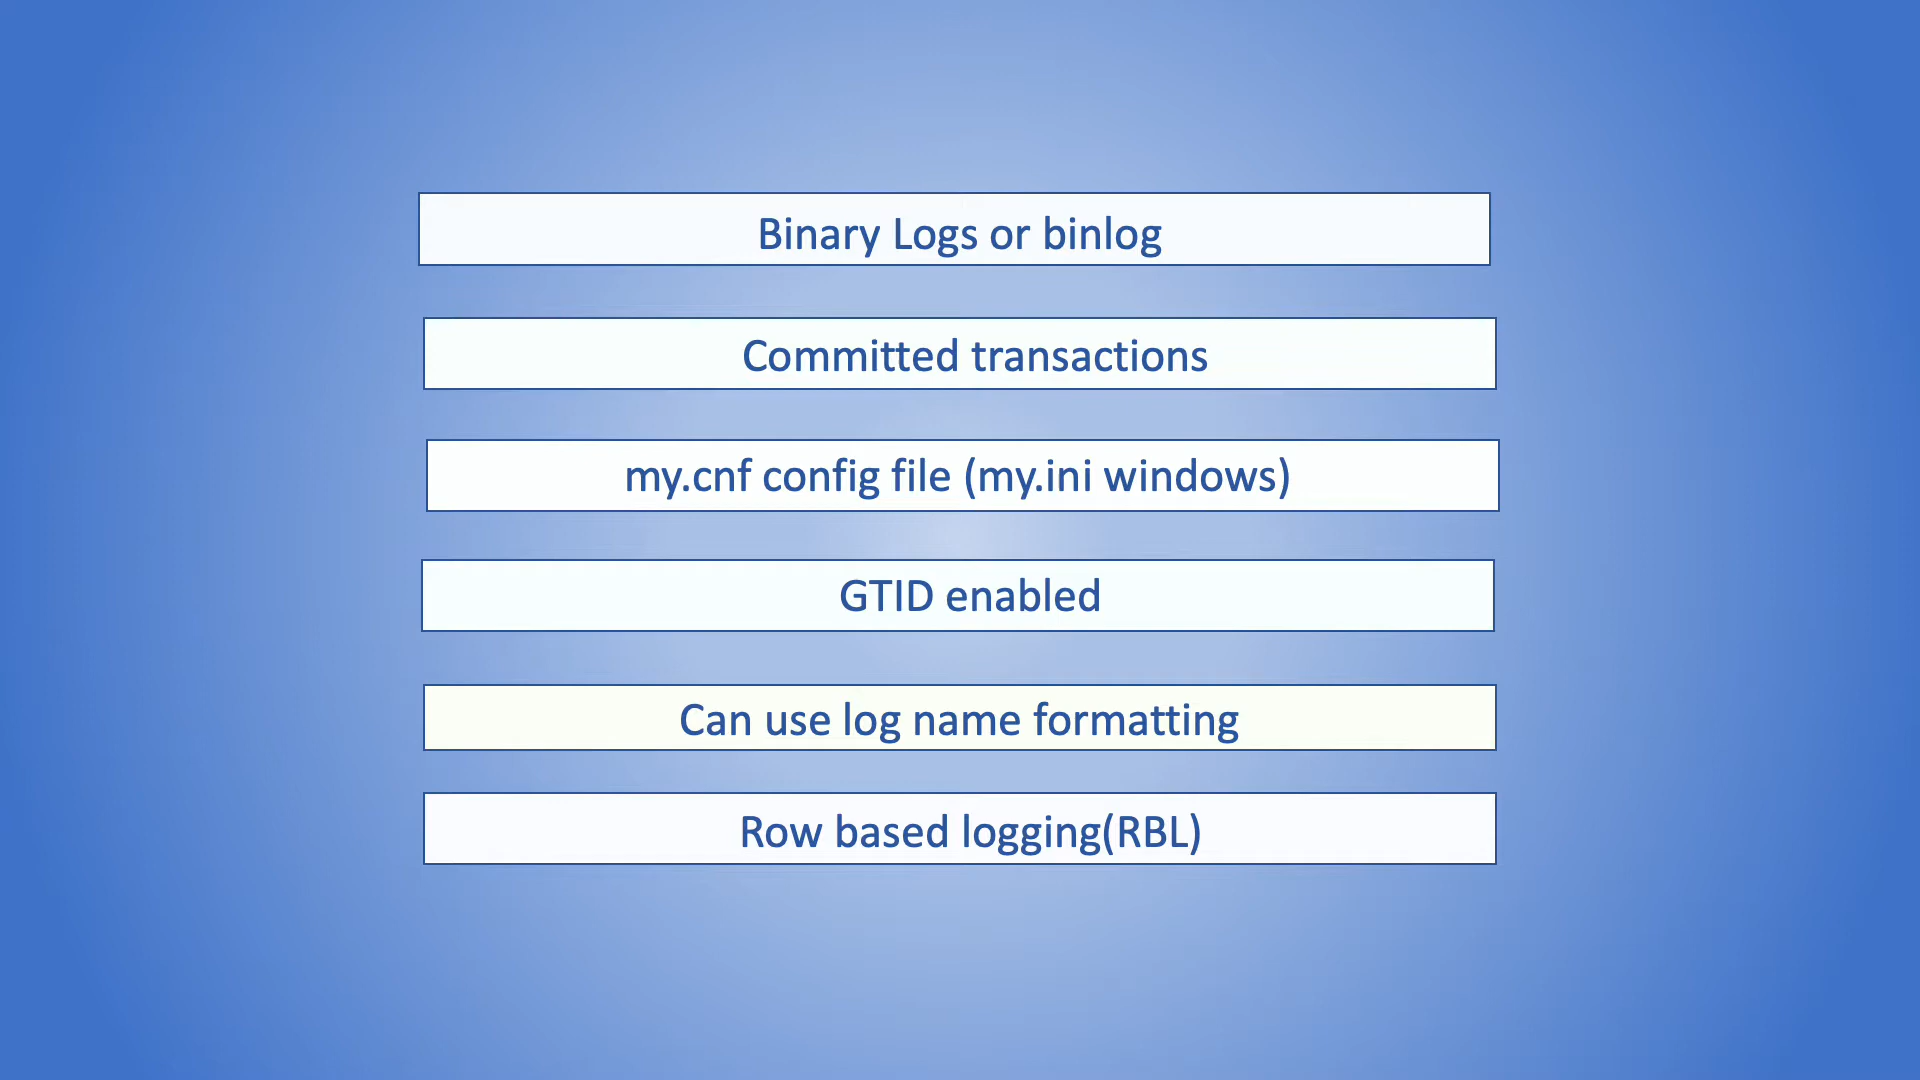 Binary Logs or binlog
Committed transactions
my.cnf config file (my.ini windows)
GTID enabled
Can use log name formatting
Row based logging(RBL)